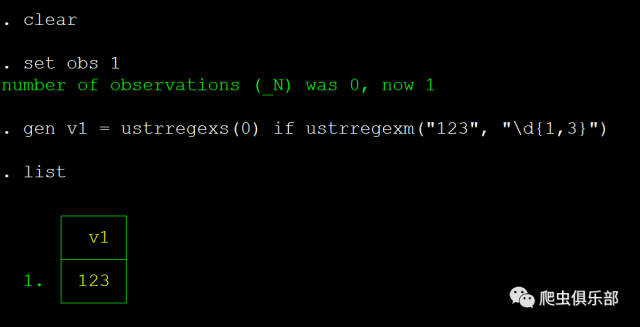 . clear
. set obs 1
number of observations (_N) was 0, now 1
. gen v1 = ustrregexs(0) if ustrregexm("123", "\d{1,3}")
. list
v1
1. 123
爬虫俱乐部